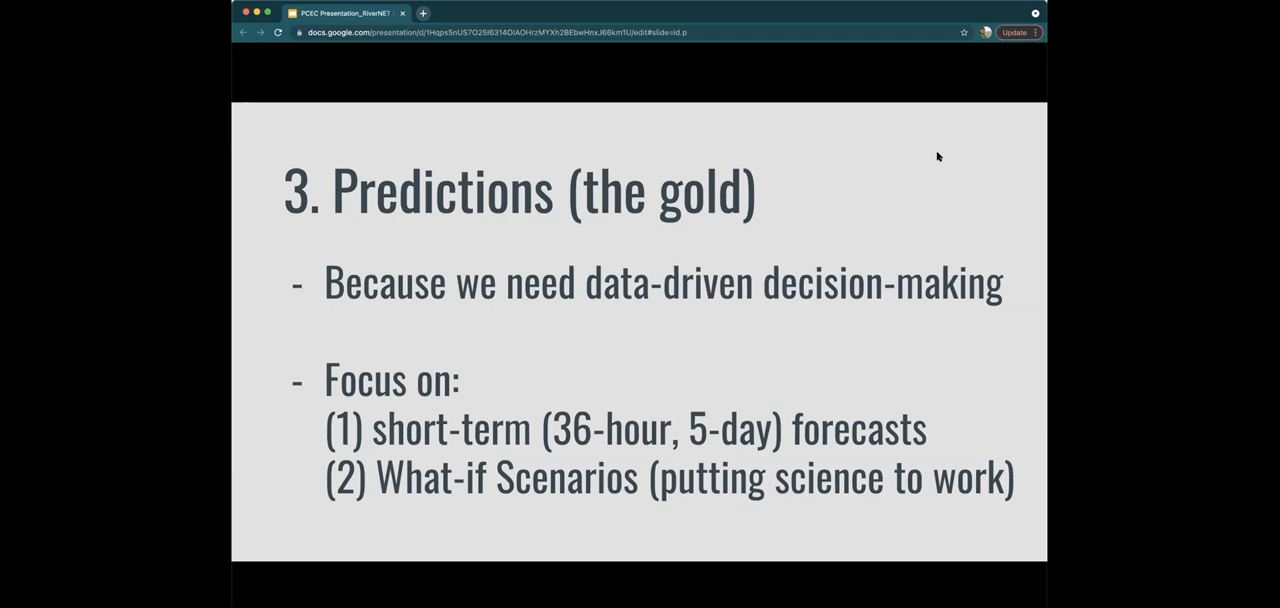 PCEC Presentation_RiverNET
docs.google.com/presentation/d/1Hqps5nUS7O25I6314OIAOHrzMYXh2BEbwHnxJ66km1U/edit#slide=id.p
Update
3. Predictions (the gold)
- Because we need data-driven decision-making
- Focus on:
(1) short-term (36-hour, 5-day) forecasts
(2) What-if Scenarios (putting science to work)